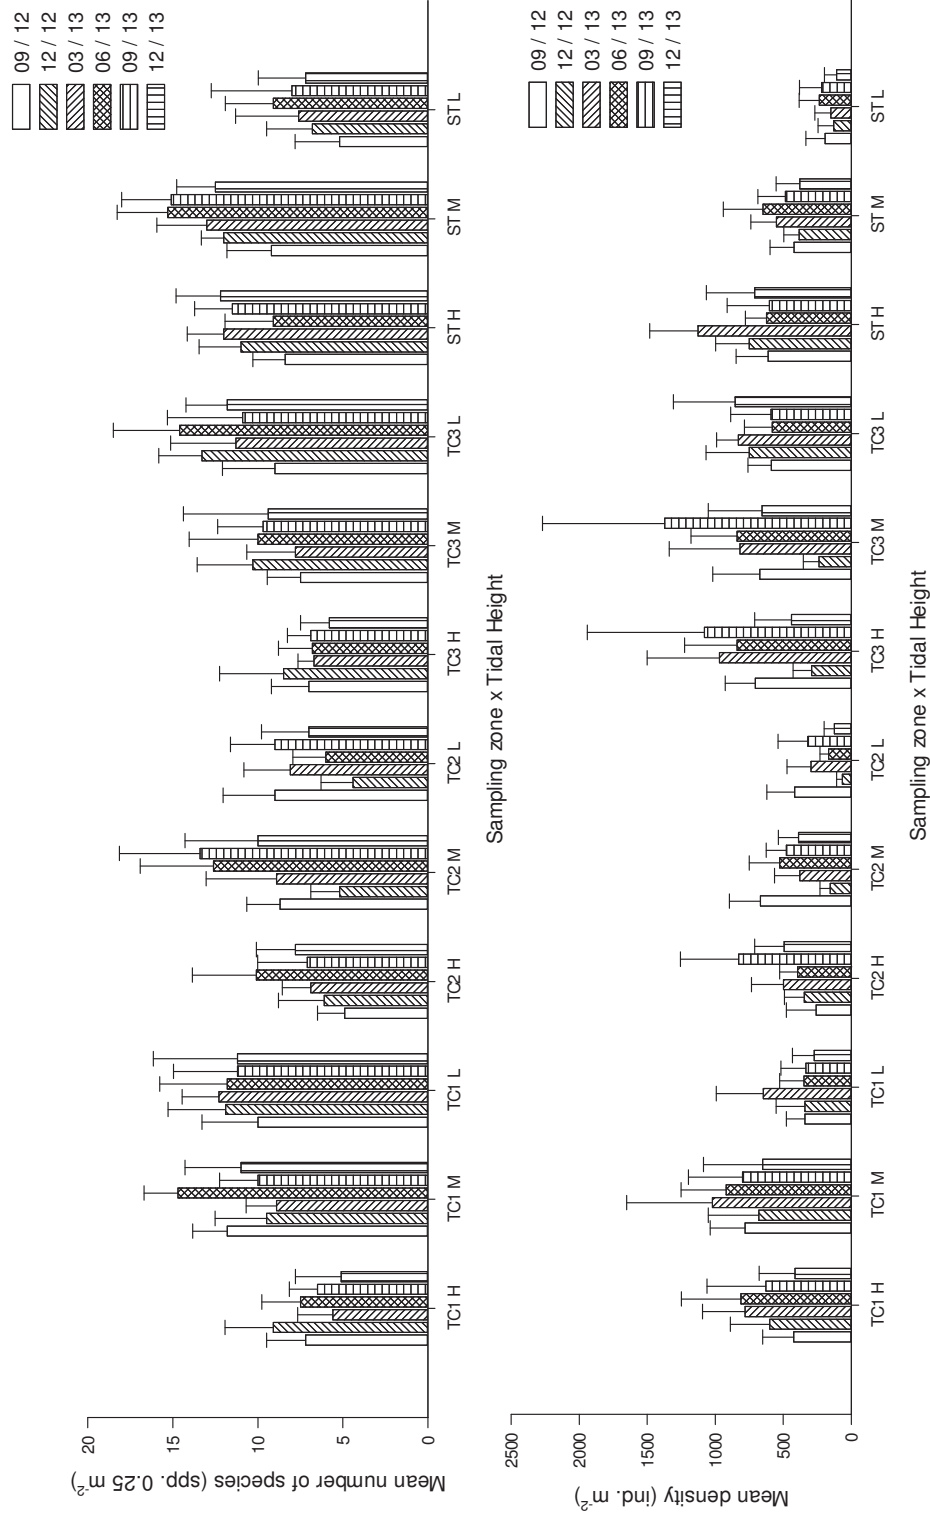 09 / 12
12 / 12
03 / 13
06 / 13
09 / 13
12 / 13
20
15
10
5
0
Mean number of species (spp. 0.25 m⁻²)
TC1 H TC1 M TC1 L TC2 H TC2 M TC2 L TC3 H TC3 M TC3 L ST H ST M ST L
Sampling zone x Tidal Height
09 / 12
12 / 12
03 / 13
06 / 13
09 / 13
12 / 13
2500
2000
1500
1000
500
0
Mean density (ind. m⁻²)
TC1 H TC1 M TC1 L TC2 H TC2 M TC2 L TC3 H TC3 M TC3 L ST H ST M ST L
Sampling zone x Tidal Height